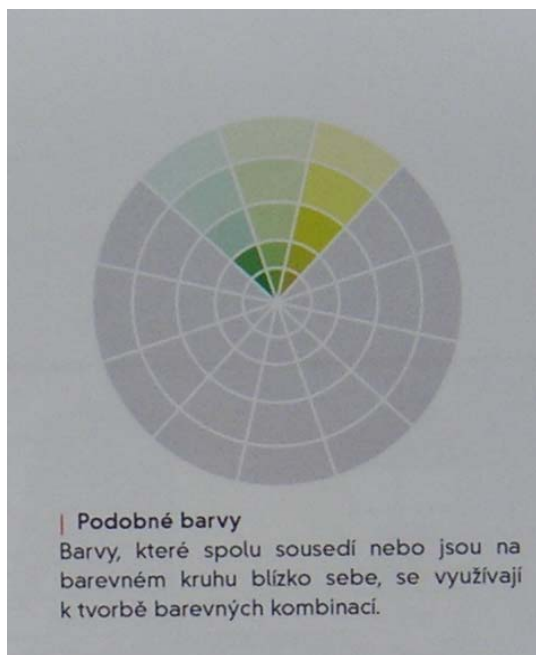 Podobné barvy
Barvy, které spolu sousedí nebo jsou na
barevném kruhu blízko sebe, se využívají
k tvorbě barevných kombinací.